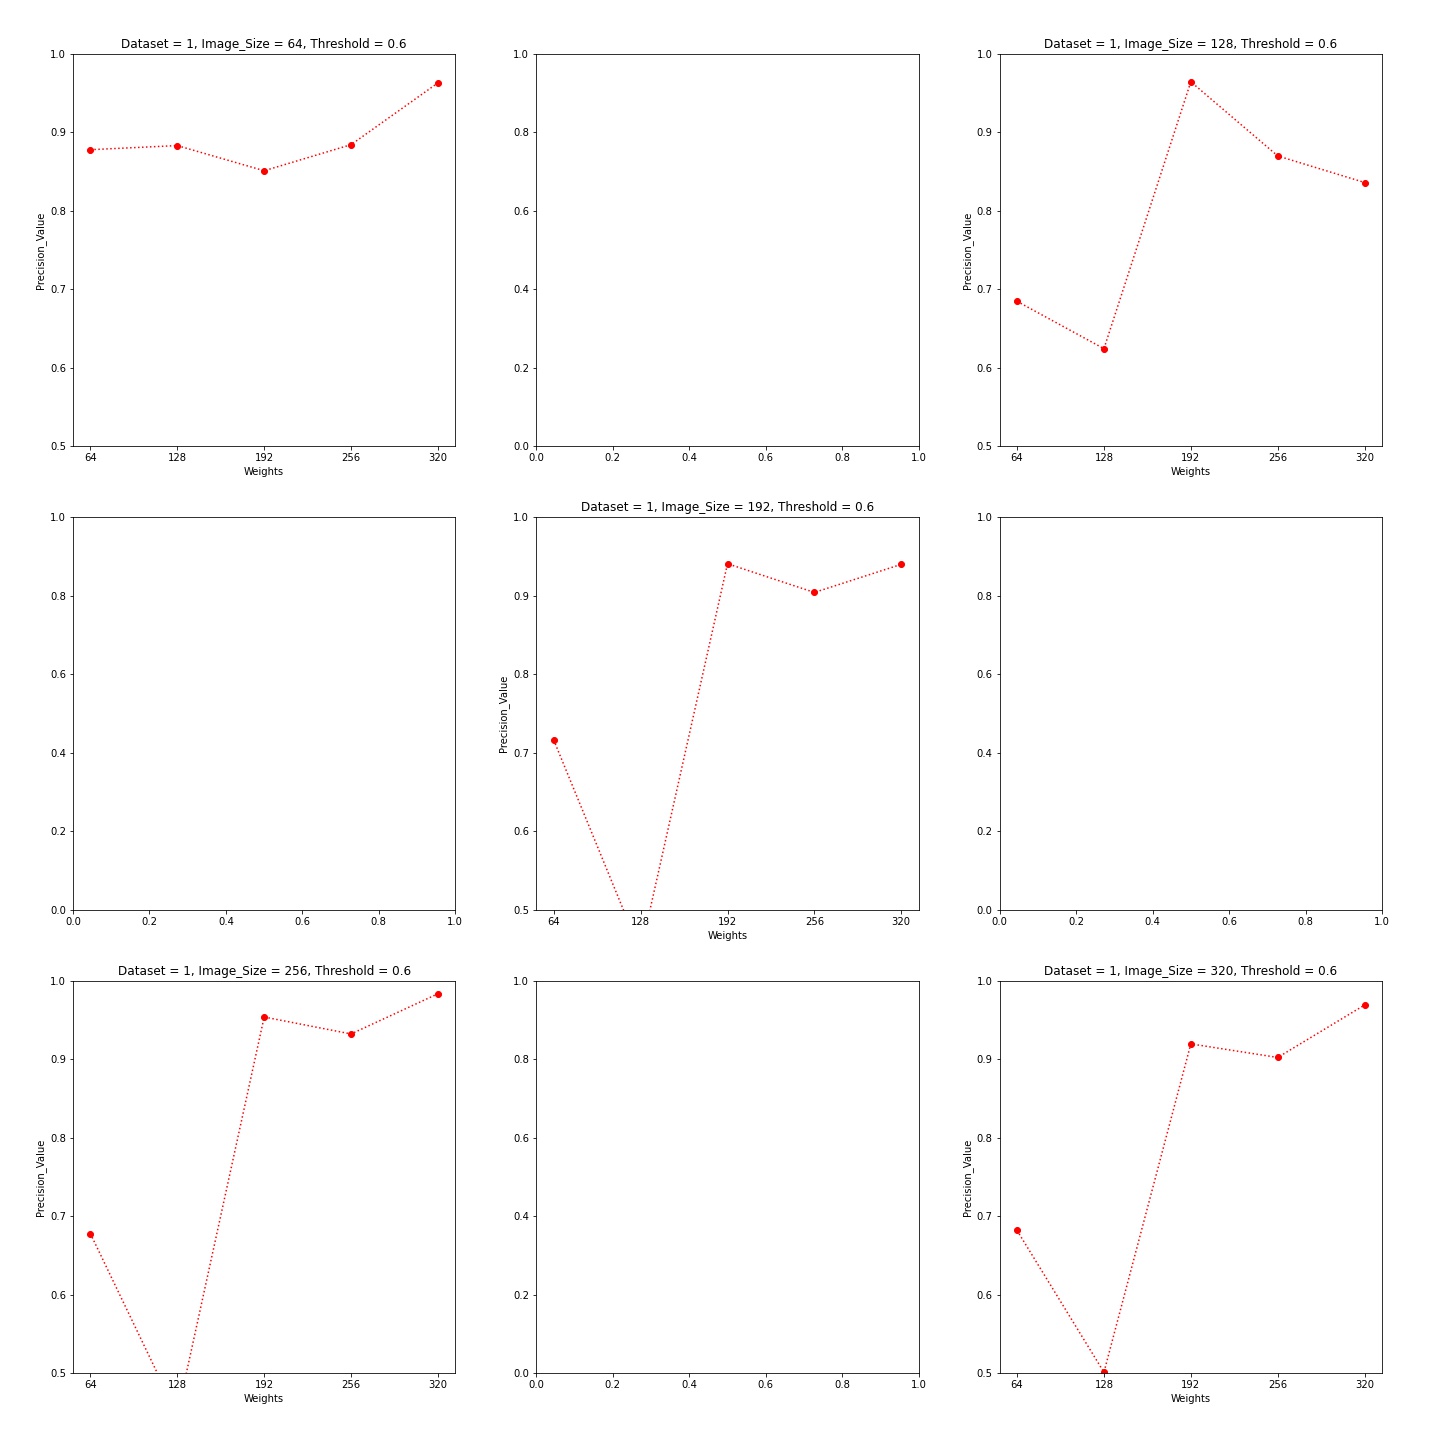 Dataset = 1, Image_Size = 64, Threshold = 0.6
1.0
0.9
0.8
0.7
0.6
0.5
Precision_Value
64 128 192 256 320
Weights
1.0
0.8
0.6
0.4
0.2
0.0
0.0 0.2 0.4 0.6 0.8 1.0
Dataset = 1, Image_Size = 128, Threshold = 0.6
1.0
0.9
0.8
0.7
0.6
0.5
Precision_Value
64 128 192 256 320
Weights
1.0
0.8
0.6
0.4
0.2
0.0
0.0 0.2 0.4 0.6 0.8 1.0
Dataset = 1, Image_Size = 192, Threshold = 0.6
1.0
0.9
0.8
0.7
0.6
0.5
Precision_Value
64 128 192 256 320
Weights
1.0
0.8
0.6
0.4
0.2
0.0
0.0 0.2 0.4 0.6 0.8 1.0
Dataset = 1, Image_Size = 256, Threshold = 0.6
1.0
0.9
0.8
0.7
0.6
0.5
Precision_Value
64 128 192 256 320
Weights
1.0
0.8
0.6
0.4
0.2
0.0
0.0 0.2 0.4 0.6 0.8 1.0
Dataset = 1, Image_Size = 320, Threshold = 0.6
1.0
0.9
0.8
0.7
0.6
0.5
Precision_Value
64 128 192 256 320
Weights